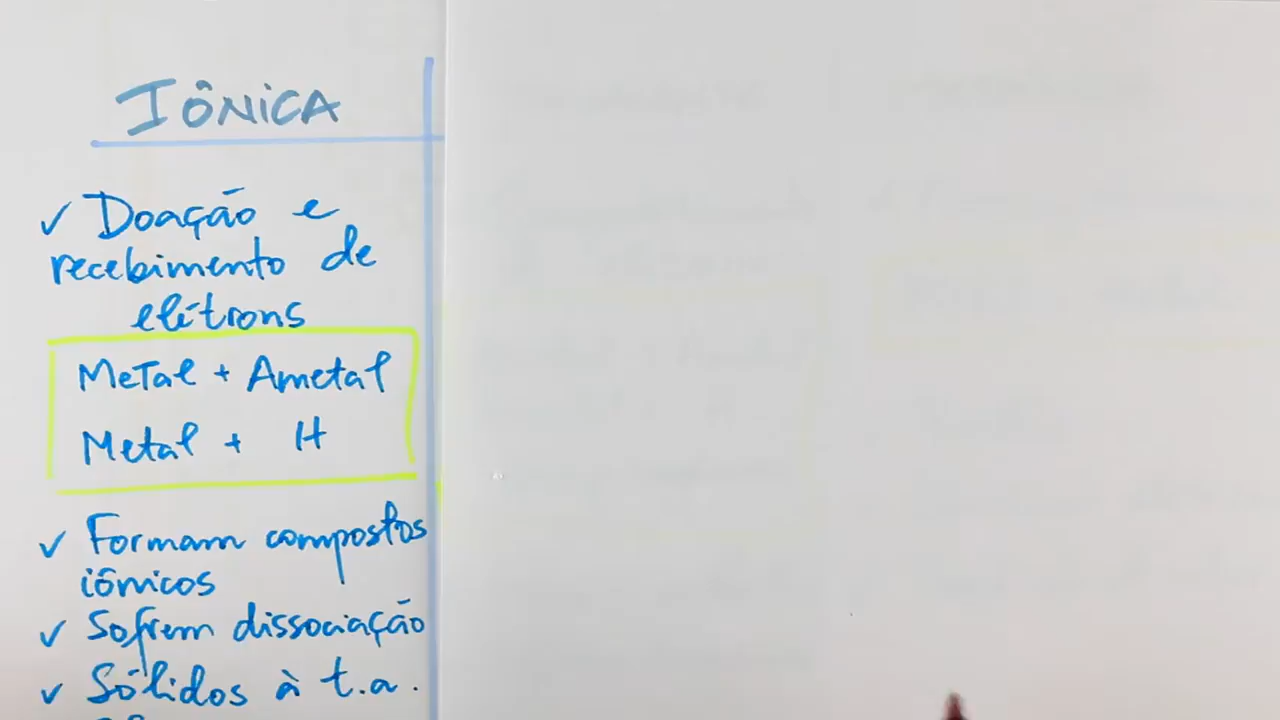 IÔNICA
✓ Doação e
recebimento de
elétrons
Metal + Ametal
Metal + H
✓ Formam compostos
iônicos
✓ Sofrem dissociação
✓ Sólidos à t.a.